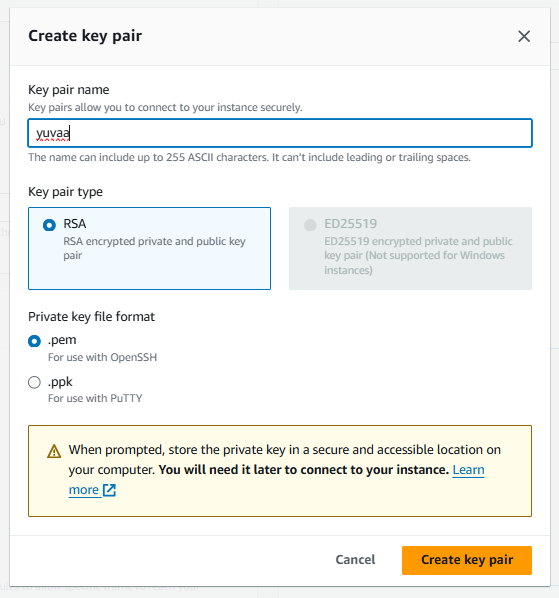 Create key pair
Key pair name
Key pairs allow you to connect to your instance securely.
yuvaa
The name can include up to 255 ASCII characters. It can't include leading or trailing spaces.
Key pair type
RSA
RSA encrypted private and public key
pair
ED25519
ED25519 encrypted private and public
key pair (Not supported for Windows
instances)
Private key file format
.pem
For use with OpenSSH
.ppk
For use with PuTTY
When prompted, store the private key in a secure and accessible location on
your computer. You will need it later to connect to your instance. Learn
more
Cancel
Create key pair